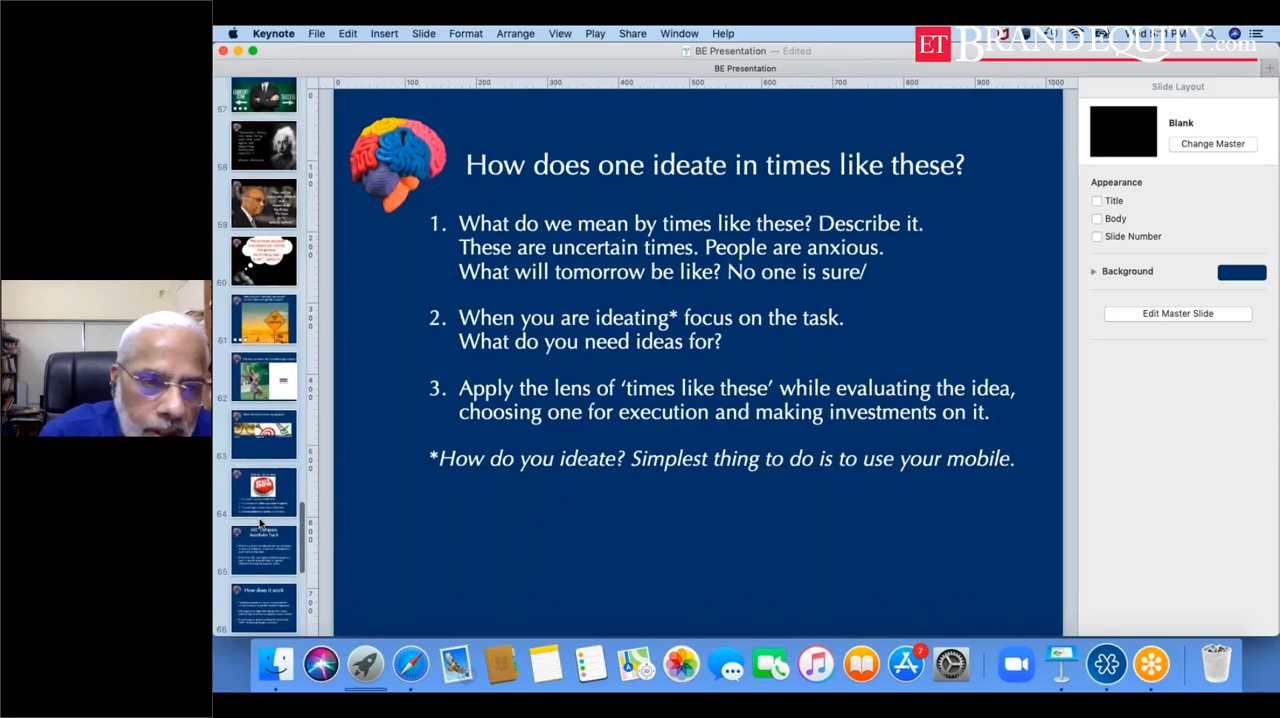 Keynote File Edit Insert Slide Format Arrange View Play Share Window Help
ET BRANDEQUITY.com
BE Presentation — Edited
BE Presentation
0 100 200 300 400 500 600 700 800 900 1000
Slide Layout
Blank
Change Master
Appearance
Title
Body
Slide Number
Background
Edit Master Slide
How does one ideate in times like these?
1. What do we mean by times like these? Describe it.
These are uncerain times. People are anxious.
What will tomorrow be like? No one is sure/
2. When you are ideating* focus on the task.
What do you need ideas for?
3. Apply the lens of ‘times like these’ while evaluating the idea,
choosing one for execution and making investments on it.
*How do you ideate? Simplest thing to do is to use your mobile.
57
58
59
60
61
62
63
64
65
66
How does it work
7